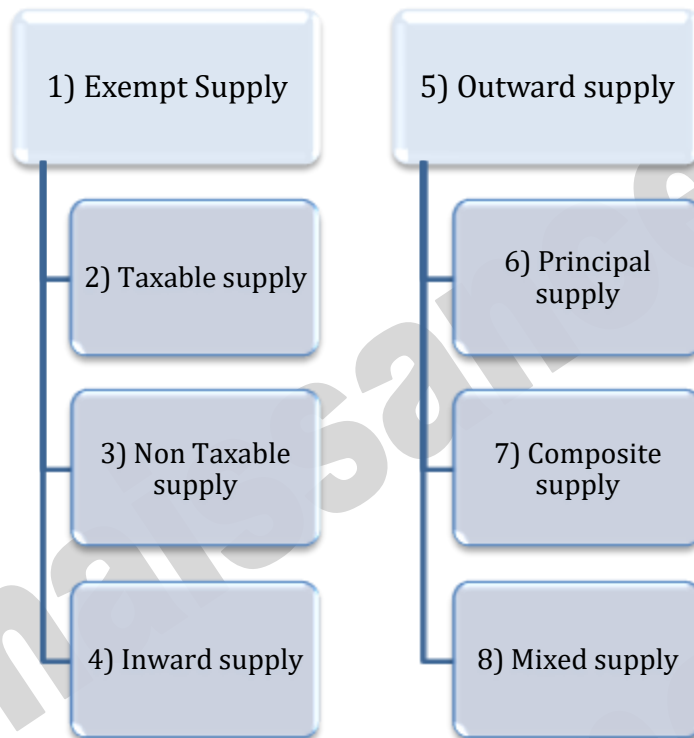 1) Exempt Supply
2) Taxable supply
3) Non Taxable
supply
4) Inward supply
5) Outward supply
6) Principal
supply
7) Composite
supply
8) Mixed supply